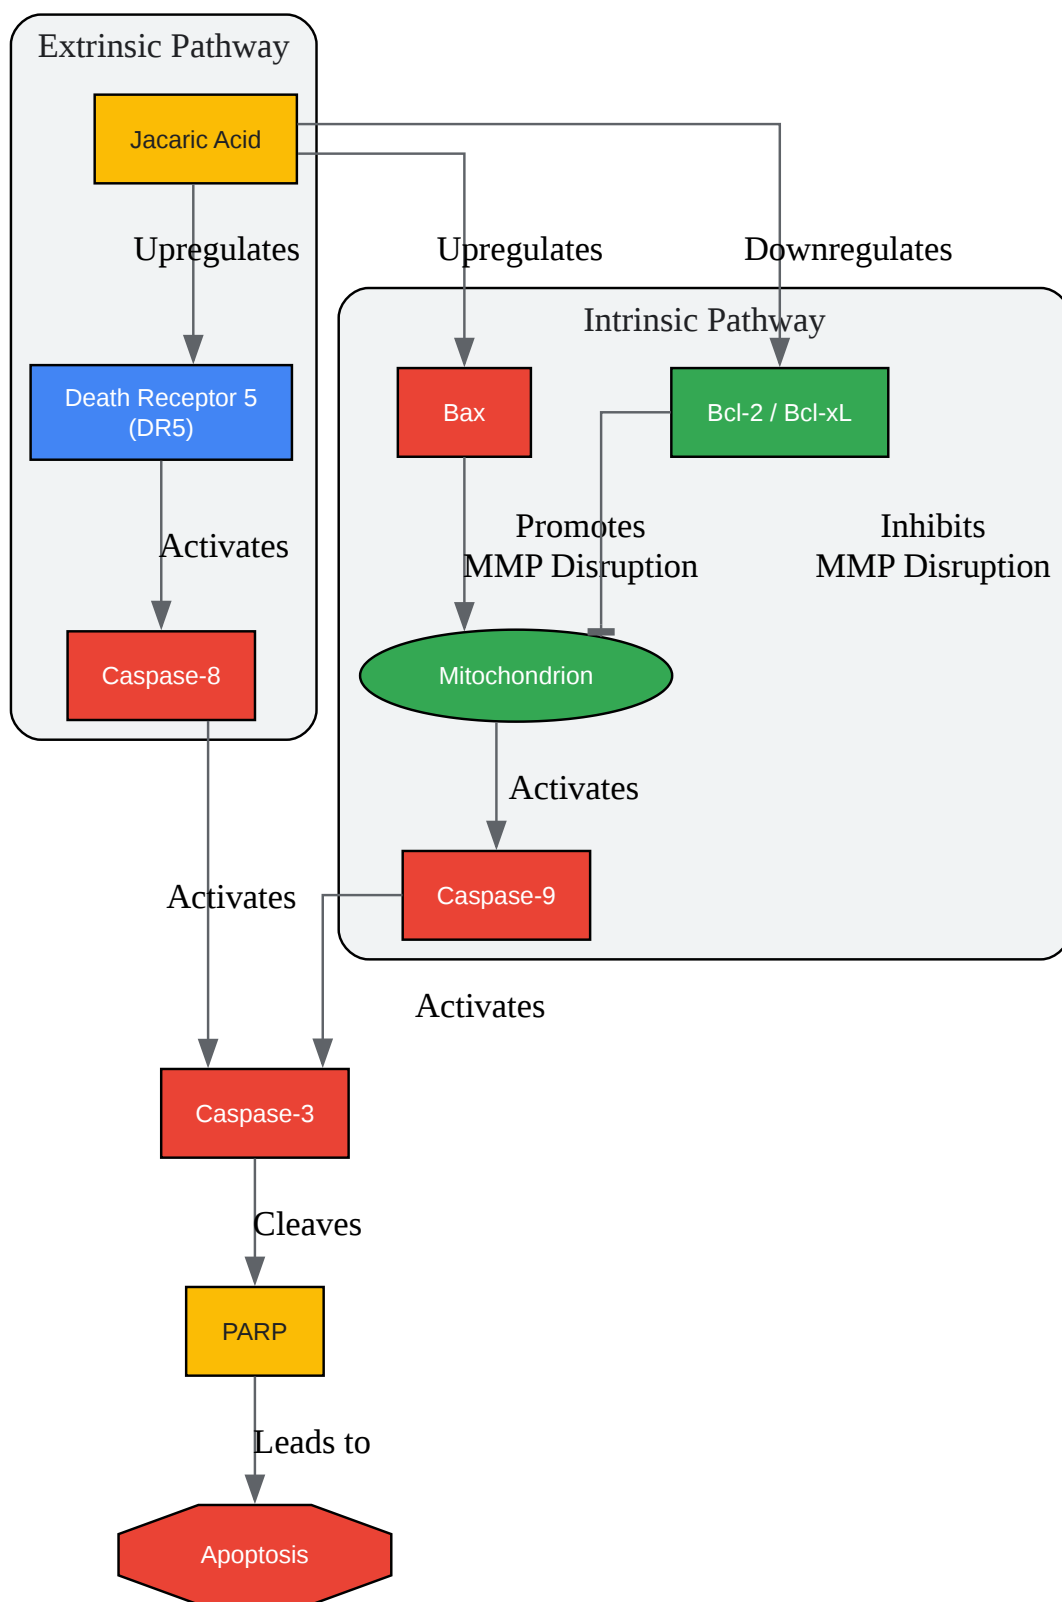 Extrinsic Pathway
Jacaric Acid
Upregulates
Upregulates
Downregulates
Intrinsic Pathway
Death Receptor 5
(DR5)
Bax
Bcl-2 / Bcl-xL
Activates
Promotes
MMP Disruption
Inhibits
MMP Disruption
Caspase-8
Mitochondrion
Activates
Activates
Caspase-9
Activates
Caspase-3
Cleaves
PARP
Leads to
Apoptosis